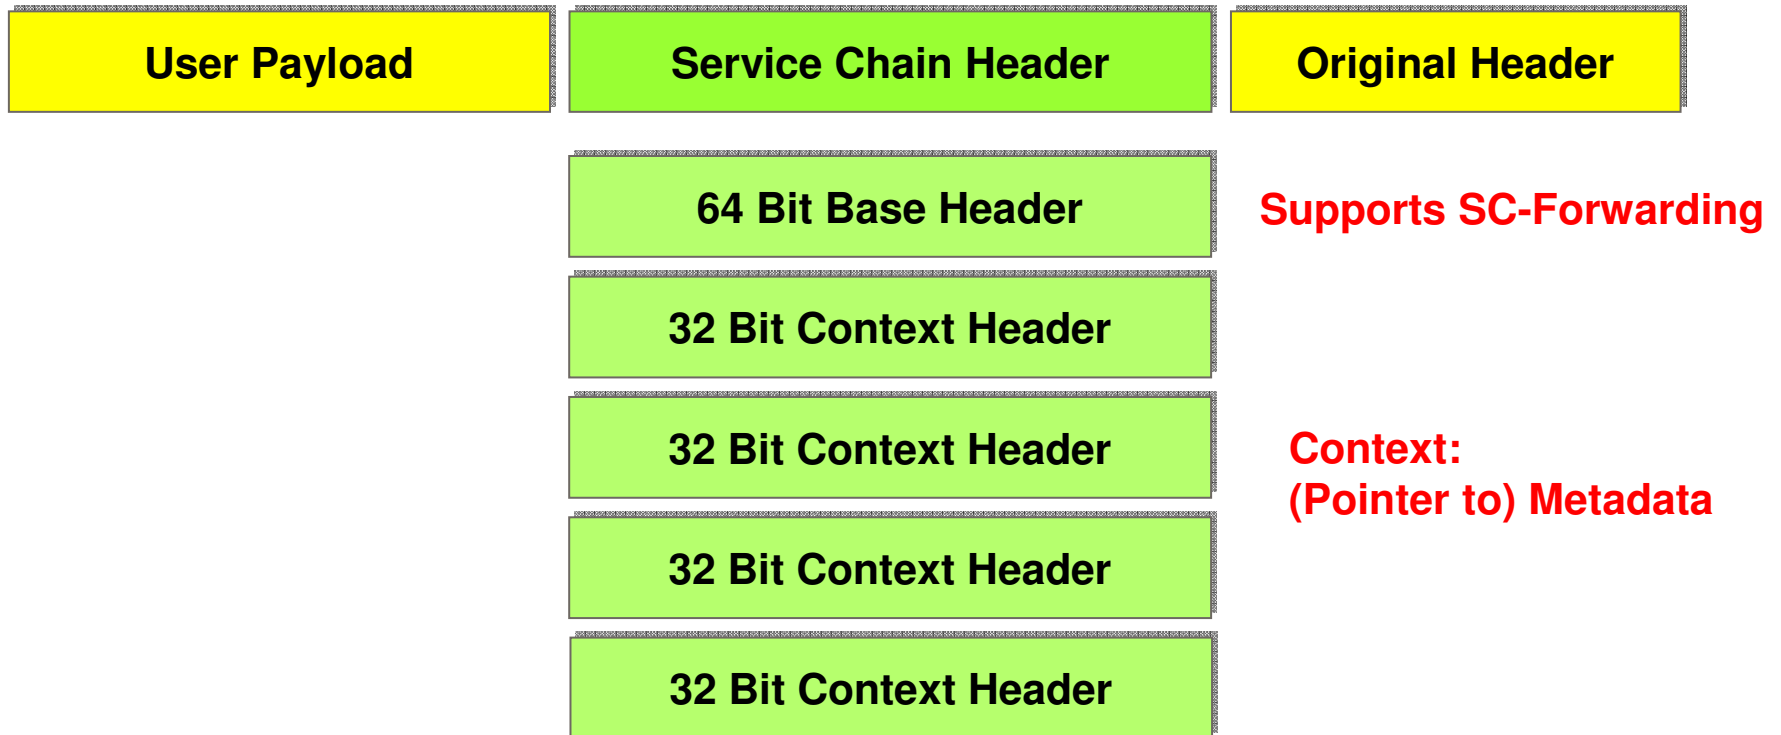 User Payload
Service Chain Header
Original Header
64 Bit Base Header
Supports SC-Forwarding
32 Bit Context Header
32 Bit Context Header
Context:
(Pointer to) Metadata
32 Bit Context Header
32 Bit Context Header